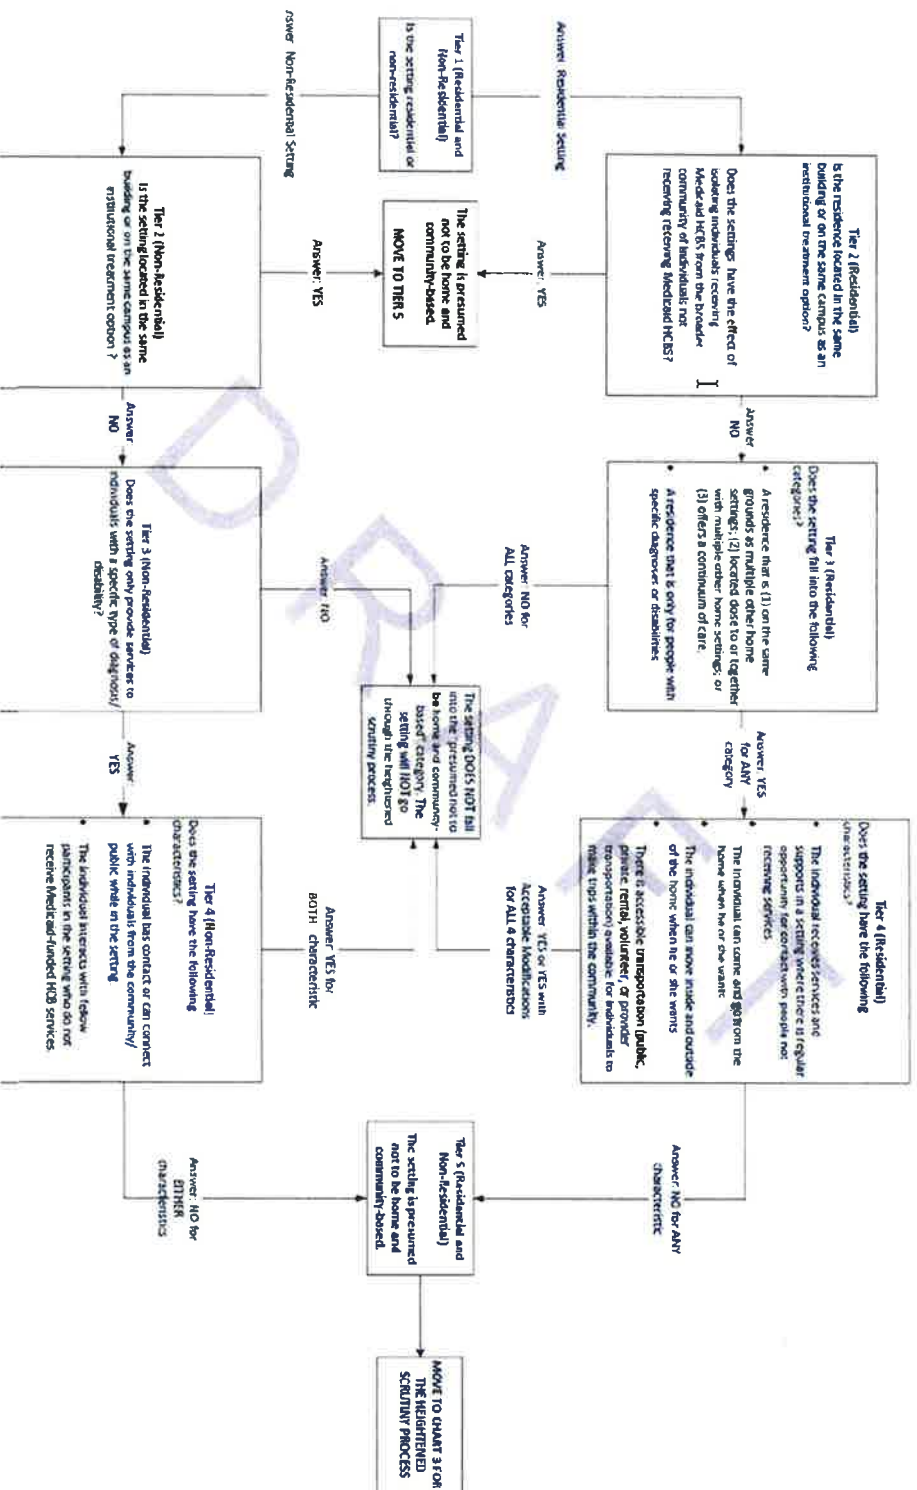 Tier 1 (Residential and
Non-Residential)
Is the setting residential or
non-residential?
Answer Residential Setting
nswer Non-Residential Setting
Tier 2 (Residential)
Is the residence located in the same
building or on the same campus as an
institutional treatment option?
Does the settings have the effect of
isolating individuals receiving
Medicaid HCBS from the broader
community of individuals not
receiving receiving Medicaid HCBS?
Answer: YES
The setting is presumed
not to be home and
community-based.
MOVE TO TIER 5
Answer: YES
Tier 2 (Non-Residential)
Is the setting located in the same
building or on the same campus as an
institutional treatment option ?
Answer
NO
Answer
NO
Tier 3 (Residential)
Does the setting fall into the following
categories?
• A residence that is (1) on the same
grounds as multiple other home
settings; (2) located close to or together
with multiple other home settings; or
(3) offers a continuum of care.
• A residence that is only for people with
specific diagnoses or disabilities
Answer NO for
ALL categories
Answer NO
Tier 3 (Non-Residential)
Does the setting only provide services to
individuals with a specific type of diagnosis/
disability?
Answer: YES
for ANY
category
Answer
YES
The setting DOES NOT fall
into the "presumed not to
be home and community-
based" category. The
setting will NOT go
through the heightened
scrutiny process.
Tier 4 (Residential)
Does the setting have the following
characteristics?
• The individual receives services and
supports in a setting where there is regular
opportunity for contact with people not
receiving services
• The individual can come and go from the
home when he or she wants
• The individual can move inside and outside
of the home when he or she wants
• There is accessible transportation (public,
private, rental, volunteer, or provider
transportation) available for individuals to
make trips within the community.
Answer YES or YES with
Acceptable Modifications
for ALL 4 characteristics
Answer YES for
BOTH characteristic
Tier 4 (Non-Residential)
Does the setting have the following
characteristics?
• The individual has contact or can connect
with individuals from the community/
public while in the setting
• The individual interacts with fellow
participants in the setting who do not
receive Medicaid-funded HCB services.
Answer: NO for ANY
characteristic
Answer: NO for
EITHER
characteristics
Tier 5 (Residential and
Non-Residential)
The setting is presumed
not to be home and
community-based.
MOVE TO CHART 3 FOR
THE HEIGHTENED
SCRUTINY PROCESS
DRAFT